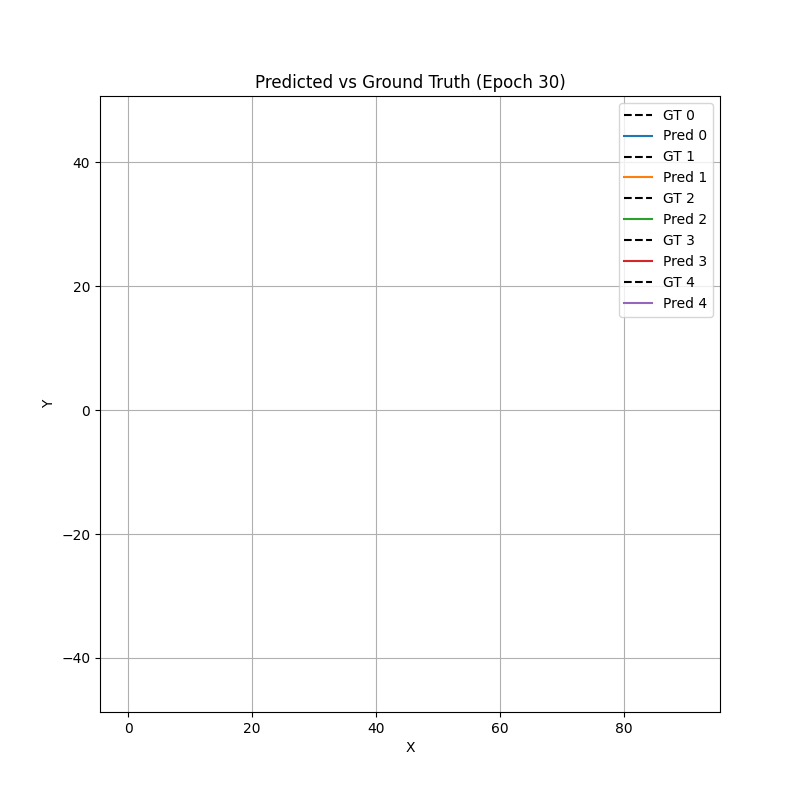 Predicted vs Ground Truth (Epoch 30)
GT 0
Pred 0
GT 1
Pred 1
GT 2
Pred 2
GT 3
Pred 3
GT 4
Pred 4
40
20
0
−20
−40
Y
0 20 40 60 80
X